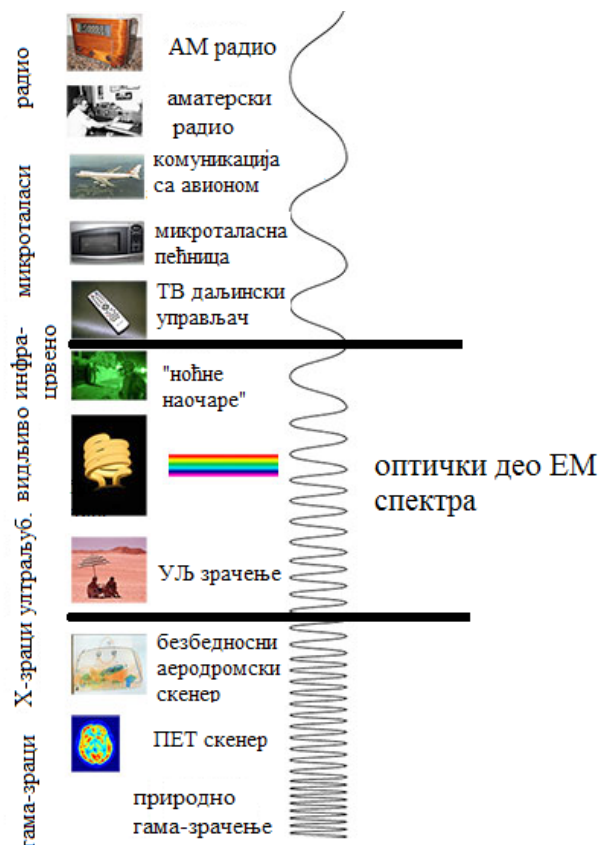 радио
АМ радио
аматерски
радио
микроталаси
комуникација
са авионом
микроталасна
пећница
ТВ даљински
управљач
инфра-
црвено
"ноћне
наочаре"
видљиво
оптички део ЕМ
спектра
ултраљуб.
УЉ зрачење
Х-зраци
безбедносни
аеродромски
скенер
гама-зраци
ПЕТ скенер
природно
гама-зрачење